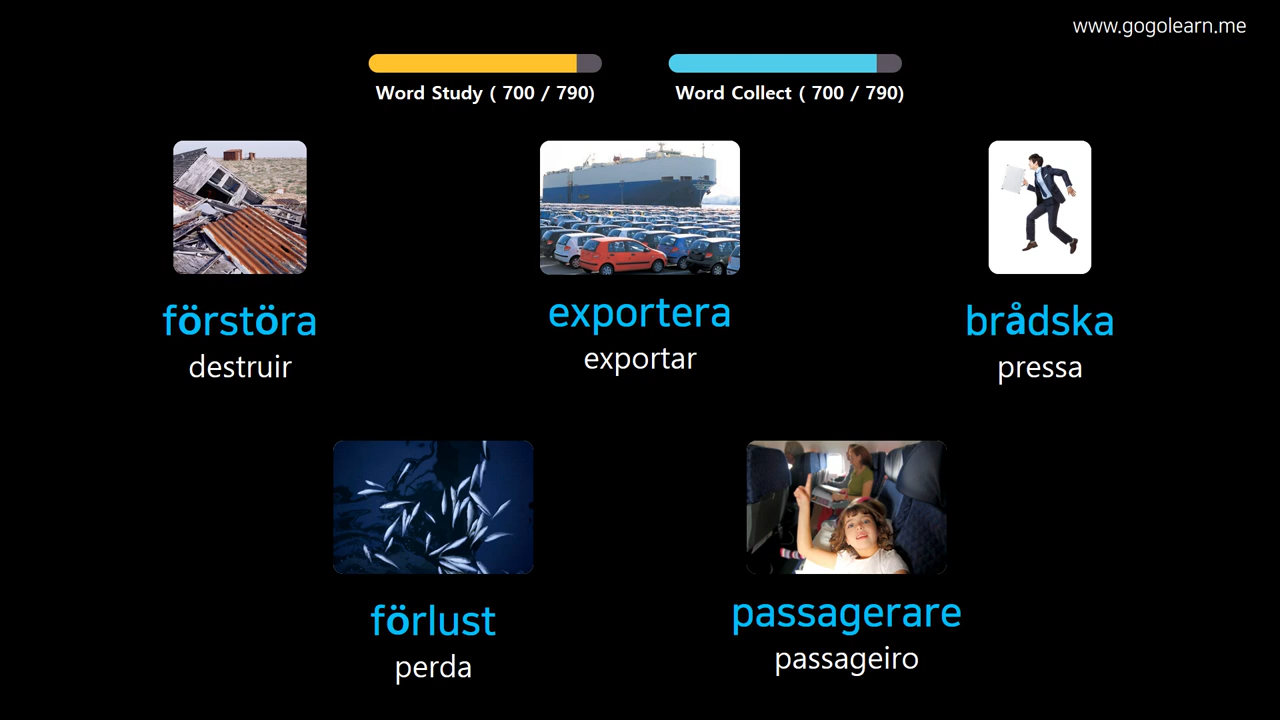 www.gogolearn.me
Word Study ( 700 / 790)
Word Collect ( 700 / 790)
förstöra
destruir
exportera
exportar
brådska
pressa
förlust
perda
passagerare
passageiro